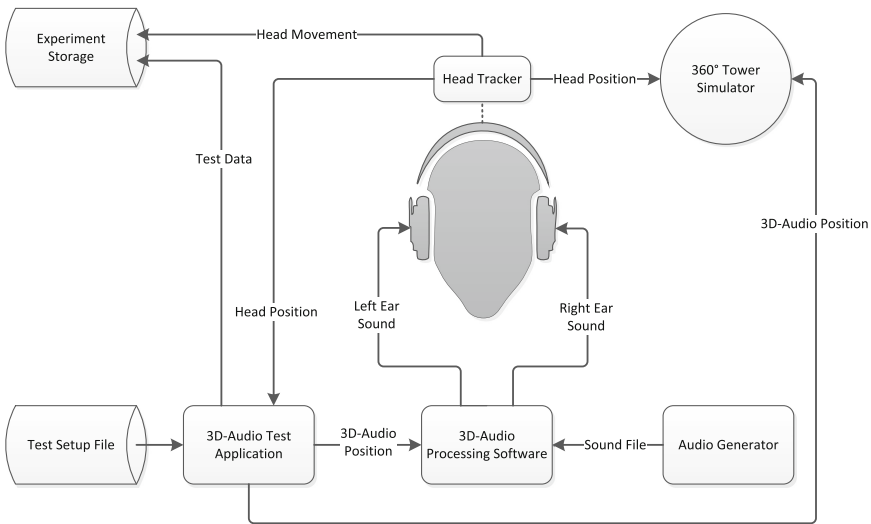 Experiment
Storage
Head Movement
Head Tracker
Head Position
360° Tower
Simulator
Test Data
3D-Audio Position
Head Position
Left Ear
Sound
Right Ear
Sound
Test Setup File
3D-Audio Test
Application
3D-Audio
Position
3D-Audio
Processing Software
Sound File
Audio Generator